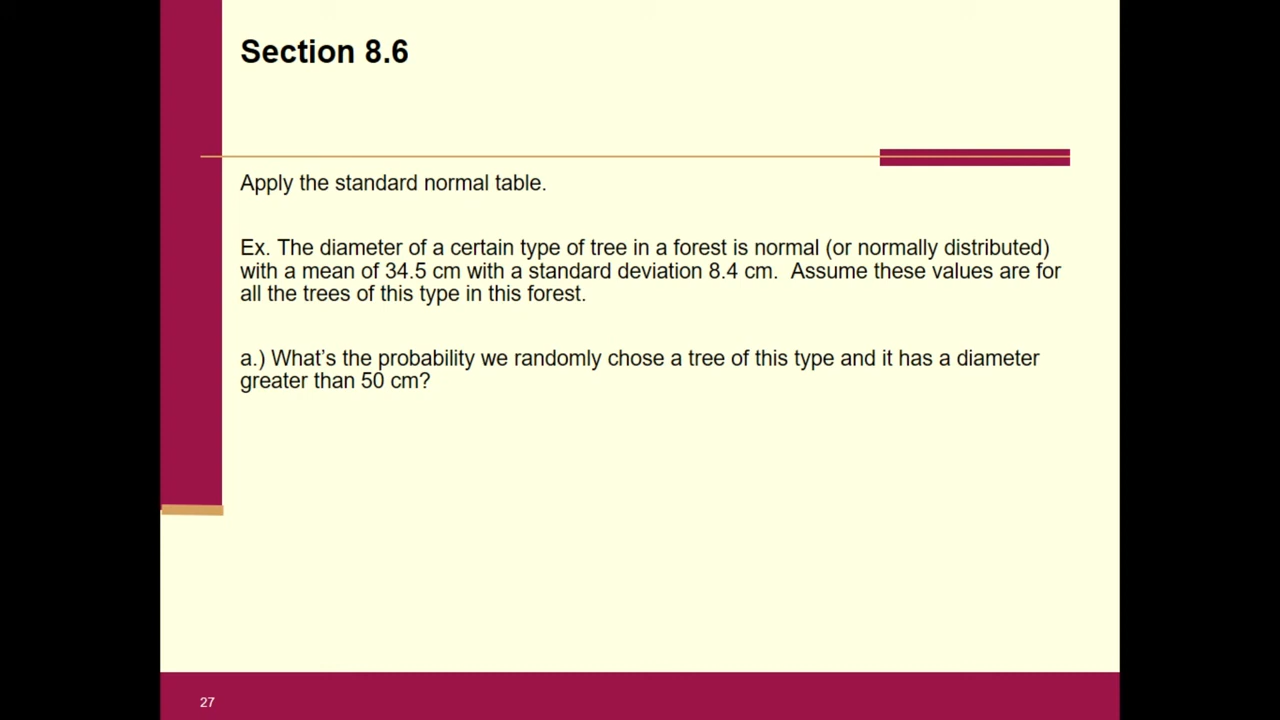 Section 8.6
Apply the standard normal table.
Ex. The diameter of a certain type of tree in a forest is normal (or normally distributed)
with a mean of 34.5 cm with a standard deviation 8.4 cm.  Assume these values are for
all the trees of this type in this forest.
a.) What’s the probability we randomly chose a tree of this type and it has a diameter
greater than 50 cm?
27